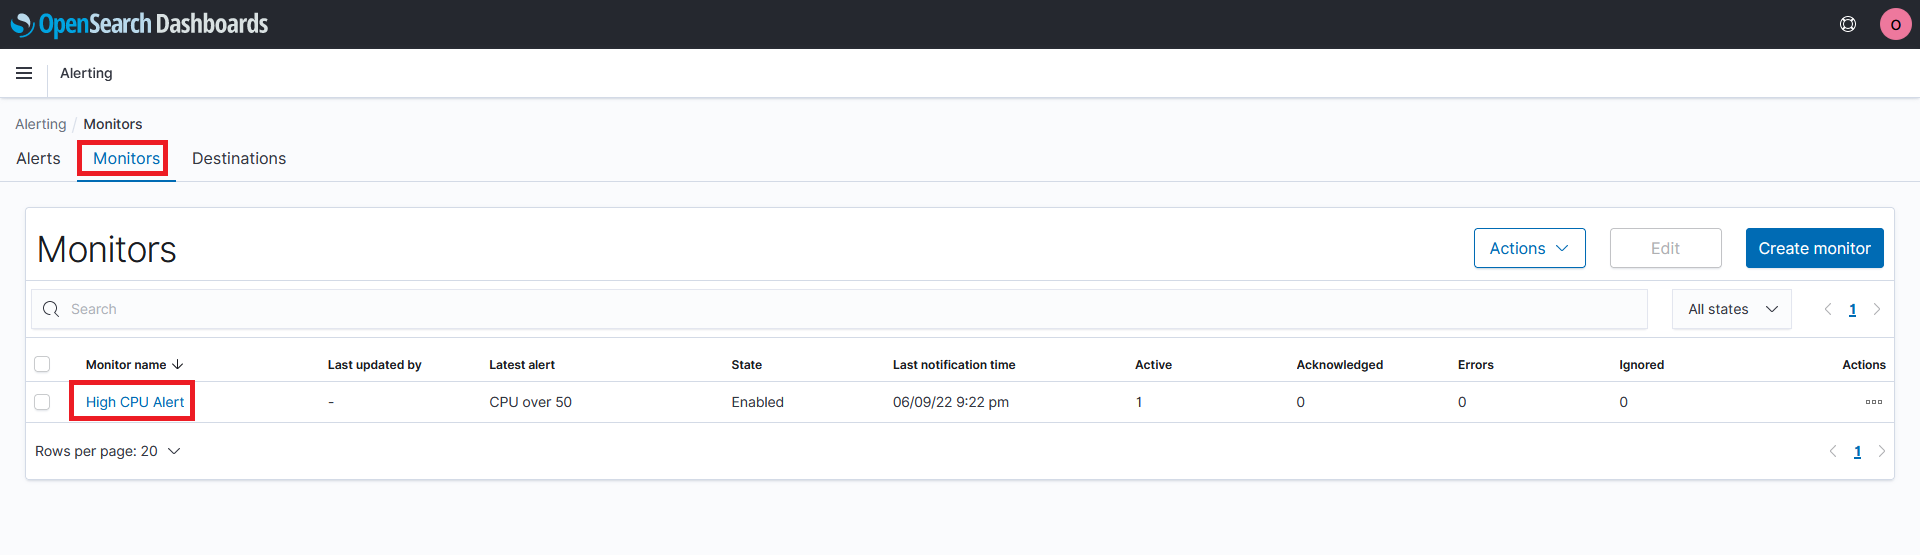 OpenSearch Dashboards
O
Alerting
Alerting / Monitors
Alerts Monitors Destinations
Monitors
Actions Edit Create monitor
Search All states 1
Monitor name Last updated by Latest alert State Last notification time Active Acknowledged Errors Ignored Actions
High CPU Alert - CPU over 50 Enabled 06/09/22 9:22 pm 1 0 0 0
Rows per page: 20 1